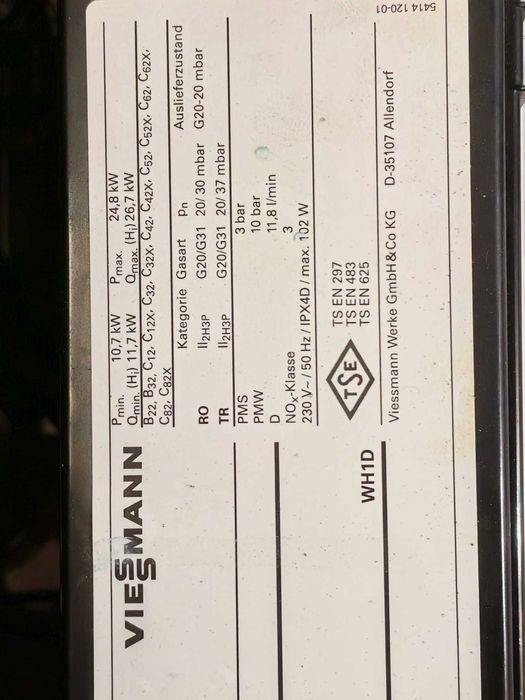 VIESSMANN
Pmin. 10,7 kW Pmax. 24,8 kW
Qmin. (Hi) 11,7 kW Qmax. (Hi) 26,7 kW
B22, B32, C12, C12X, C32, C32X, C42, C42X, C52, C52X, C62, C62X,
C82, C82X
Kategorie Gasart pn Auslieferzustand
RO II2H3P G20/G31 20/ 30 mbar G20-20 mbar
TR II2H3P G20/G31 20/ 37 mbar
PMS 3 bar
PMW 10 bar
D 11,8 l/min
NOx-Klasse 3
230 V~ / 50 Hz / IPX4D / max. 102 W
TSE
TS EN 297
TS EN 483
TS EN 625
WH1D
Viessmann Werke GmbH&Co KG D-35107 Allendorf
5414 120-01